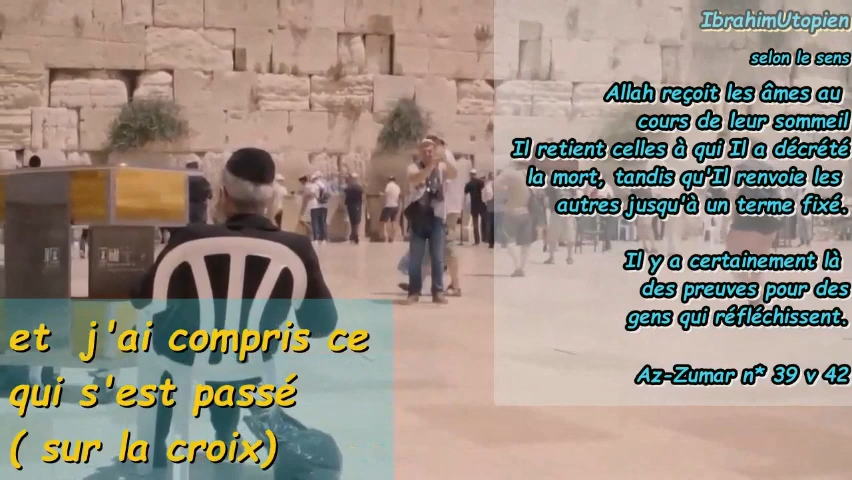 IbrahimUtopien
selon le sens
Allah reçoit les âmes au
cours de leur sommeil
Il retient celles à qui Il a décrété
la mort, tandis qu'Il renvoie les
autres jusqu'à un terme fixé.
Il y a certainement là
des preuves pour des
gens qui réfléchissent.
Az-Zumar n* 39 v 42
et j'ai compris ce
qui s'est passé
( sur la croix)